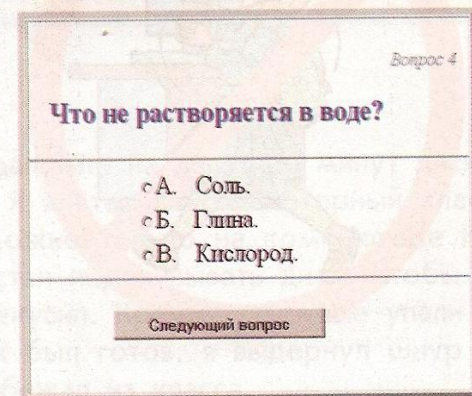 Вопрос 4
Что не растворяется в воде?
А. Соль.
Б. Глина.
В. Кислород.
Следующий вопрос